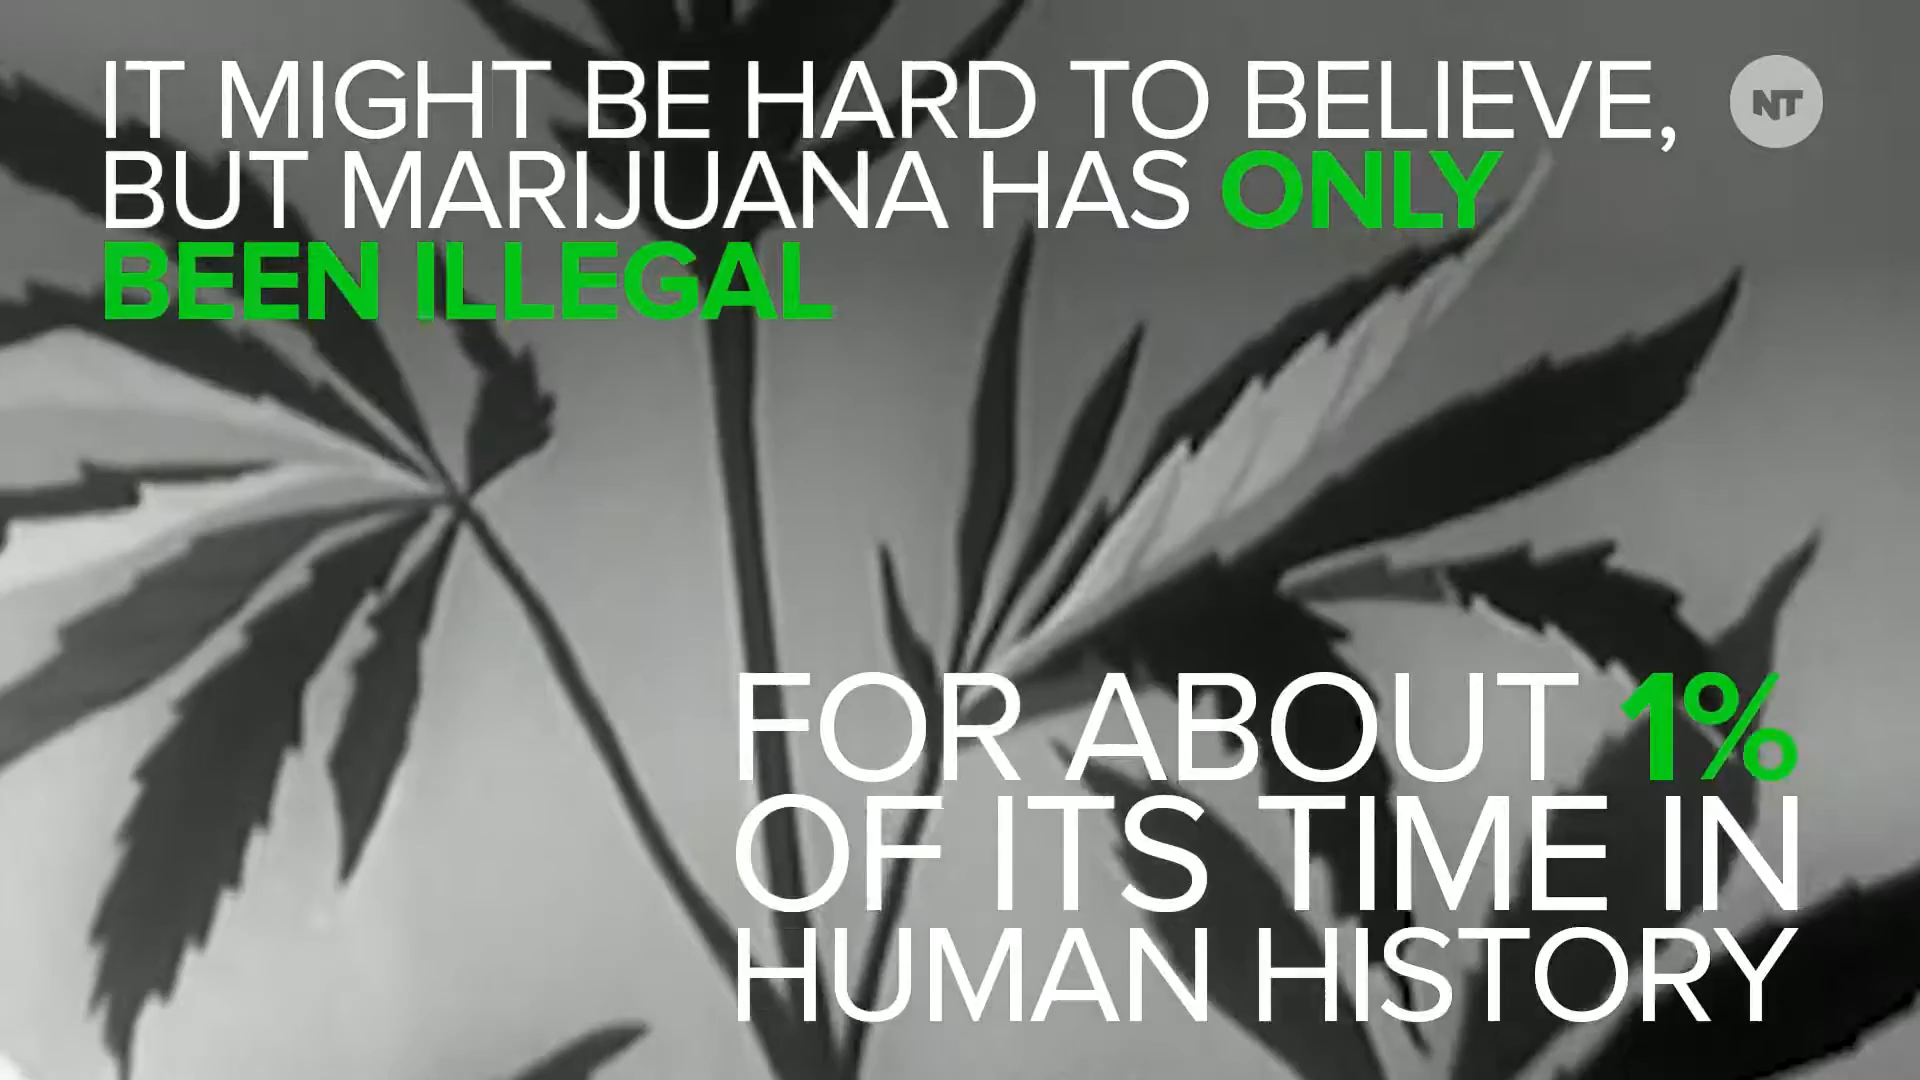 IT MIGHT BE HARD TO BELIEVE,
NT
BUT MARIJUANA HAS ONLY
BEEN ILLEGAL
FOR ABOUT 1%
OF ITS TIME IN
HUMAN HISTORY